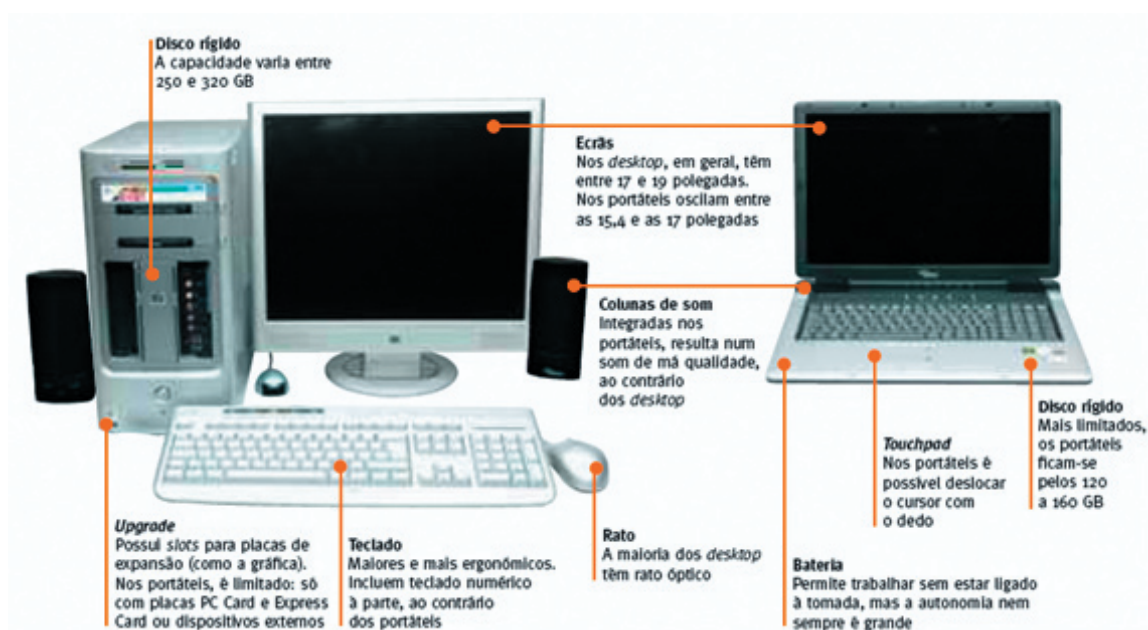 Disco rígido
A capacidade varia entre
250 e 320 GB
Ecrãs
Nos desktop, em geral, têm
entre 17 e 19 polegadas.
Nos portáteis oscilam entre
as 15,4 e as 17 polegadas
Colunas de som
Integradas nos
portáteis, resulta num
som de má qualidade,
ao contrário
dos desktop
Disco rígido
Mais limitados,
os portáteis
ficam-se
pelos 120
a 160 GB
Touchpad
Nos portáteis é
possível deslocar
o cursor com
o dedo
Upgrade
Possui slots para placas de
expansão (como a gráfica).
Nos portáteis, é limitado: só
com placas PC Card e Express
Card ou dispositivos externos
Teclado
Maiores e mais ergonómicos.
Incluem teclado numérico
à parte, ao contrário
dos portáteis
Rato
A maioria dos desktop
têm rato óptico
Bateria
Permite trabalhar sem estar ligado
à tomada, mas a autonomia nem
sempre é grande